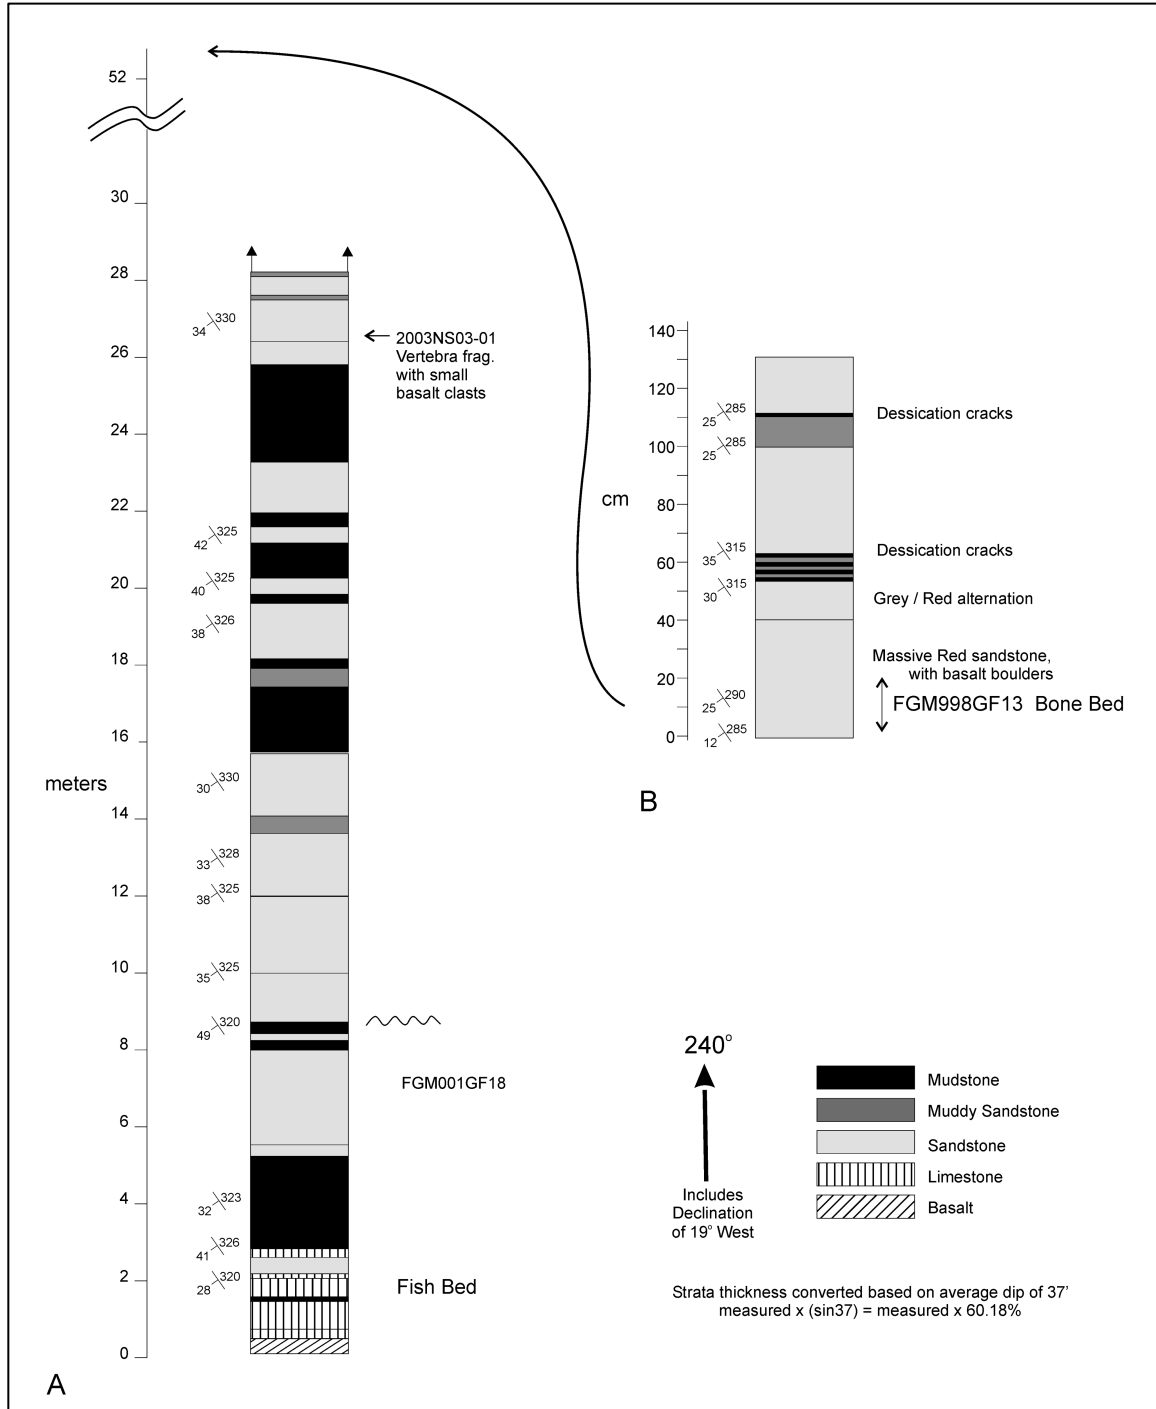 52
30
28
26
24
22
20
18
16
meters
14
12
10
8
6
4
2
0
34 330
42 325
40 325
38 326
30 330
33 328
38 325
35 325
49 320
32 323
41 326
28 320
2003NS03-01
Vertebra frag.
with small
basalt clasts
FGM001GF18
Fish Bed
A
cm
140
120
100
80
60
40
20
0
25 285
25 285
35 315
30 315
25 290
12 285
Dessication cracks
Dessication cracks
Grey / Red alternation
Massive Red sandstone,
with basalt boulders
FGM998GF13 Bone Bed
B
240°
Includes
Declination
of 19° West
Mudstone
Muddy Sandstone
Sandstone
Limestone
Basalt
Strata thickness converted based on average dip of 37'
measured x (sin37) = measured x 60.18%